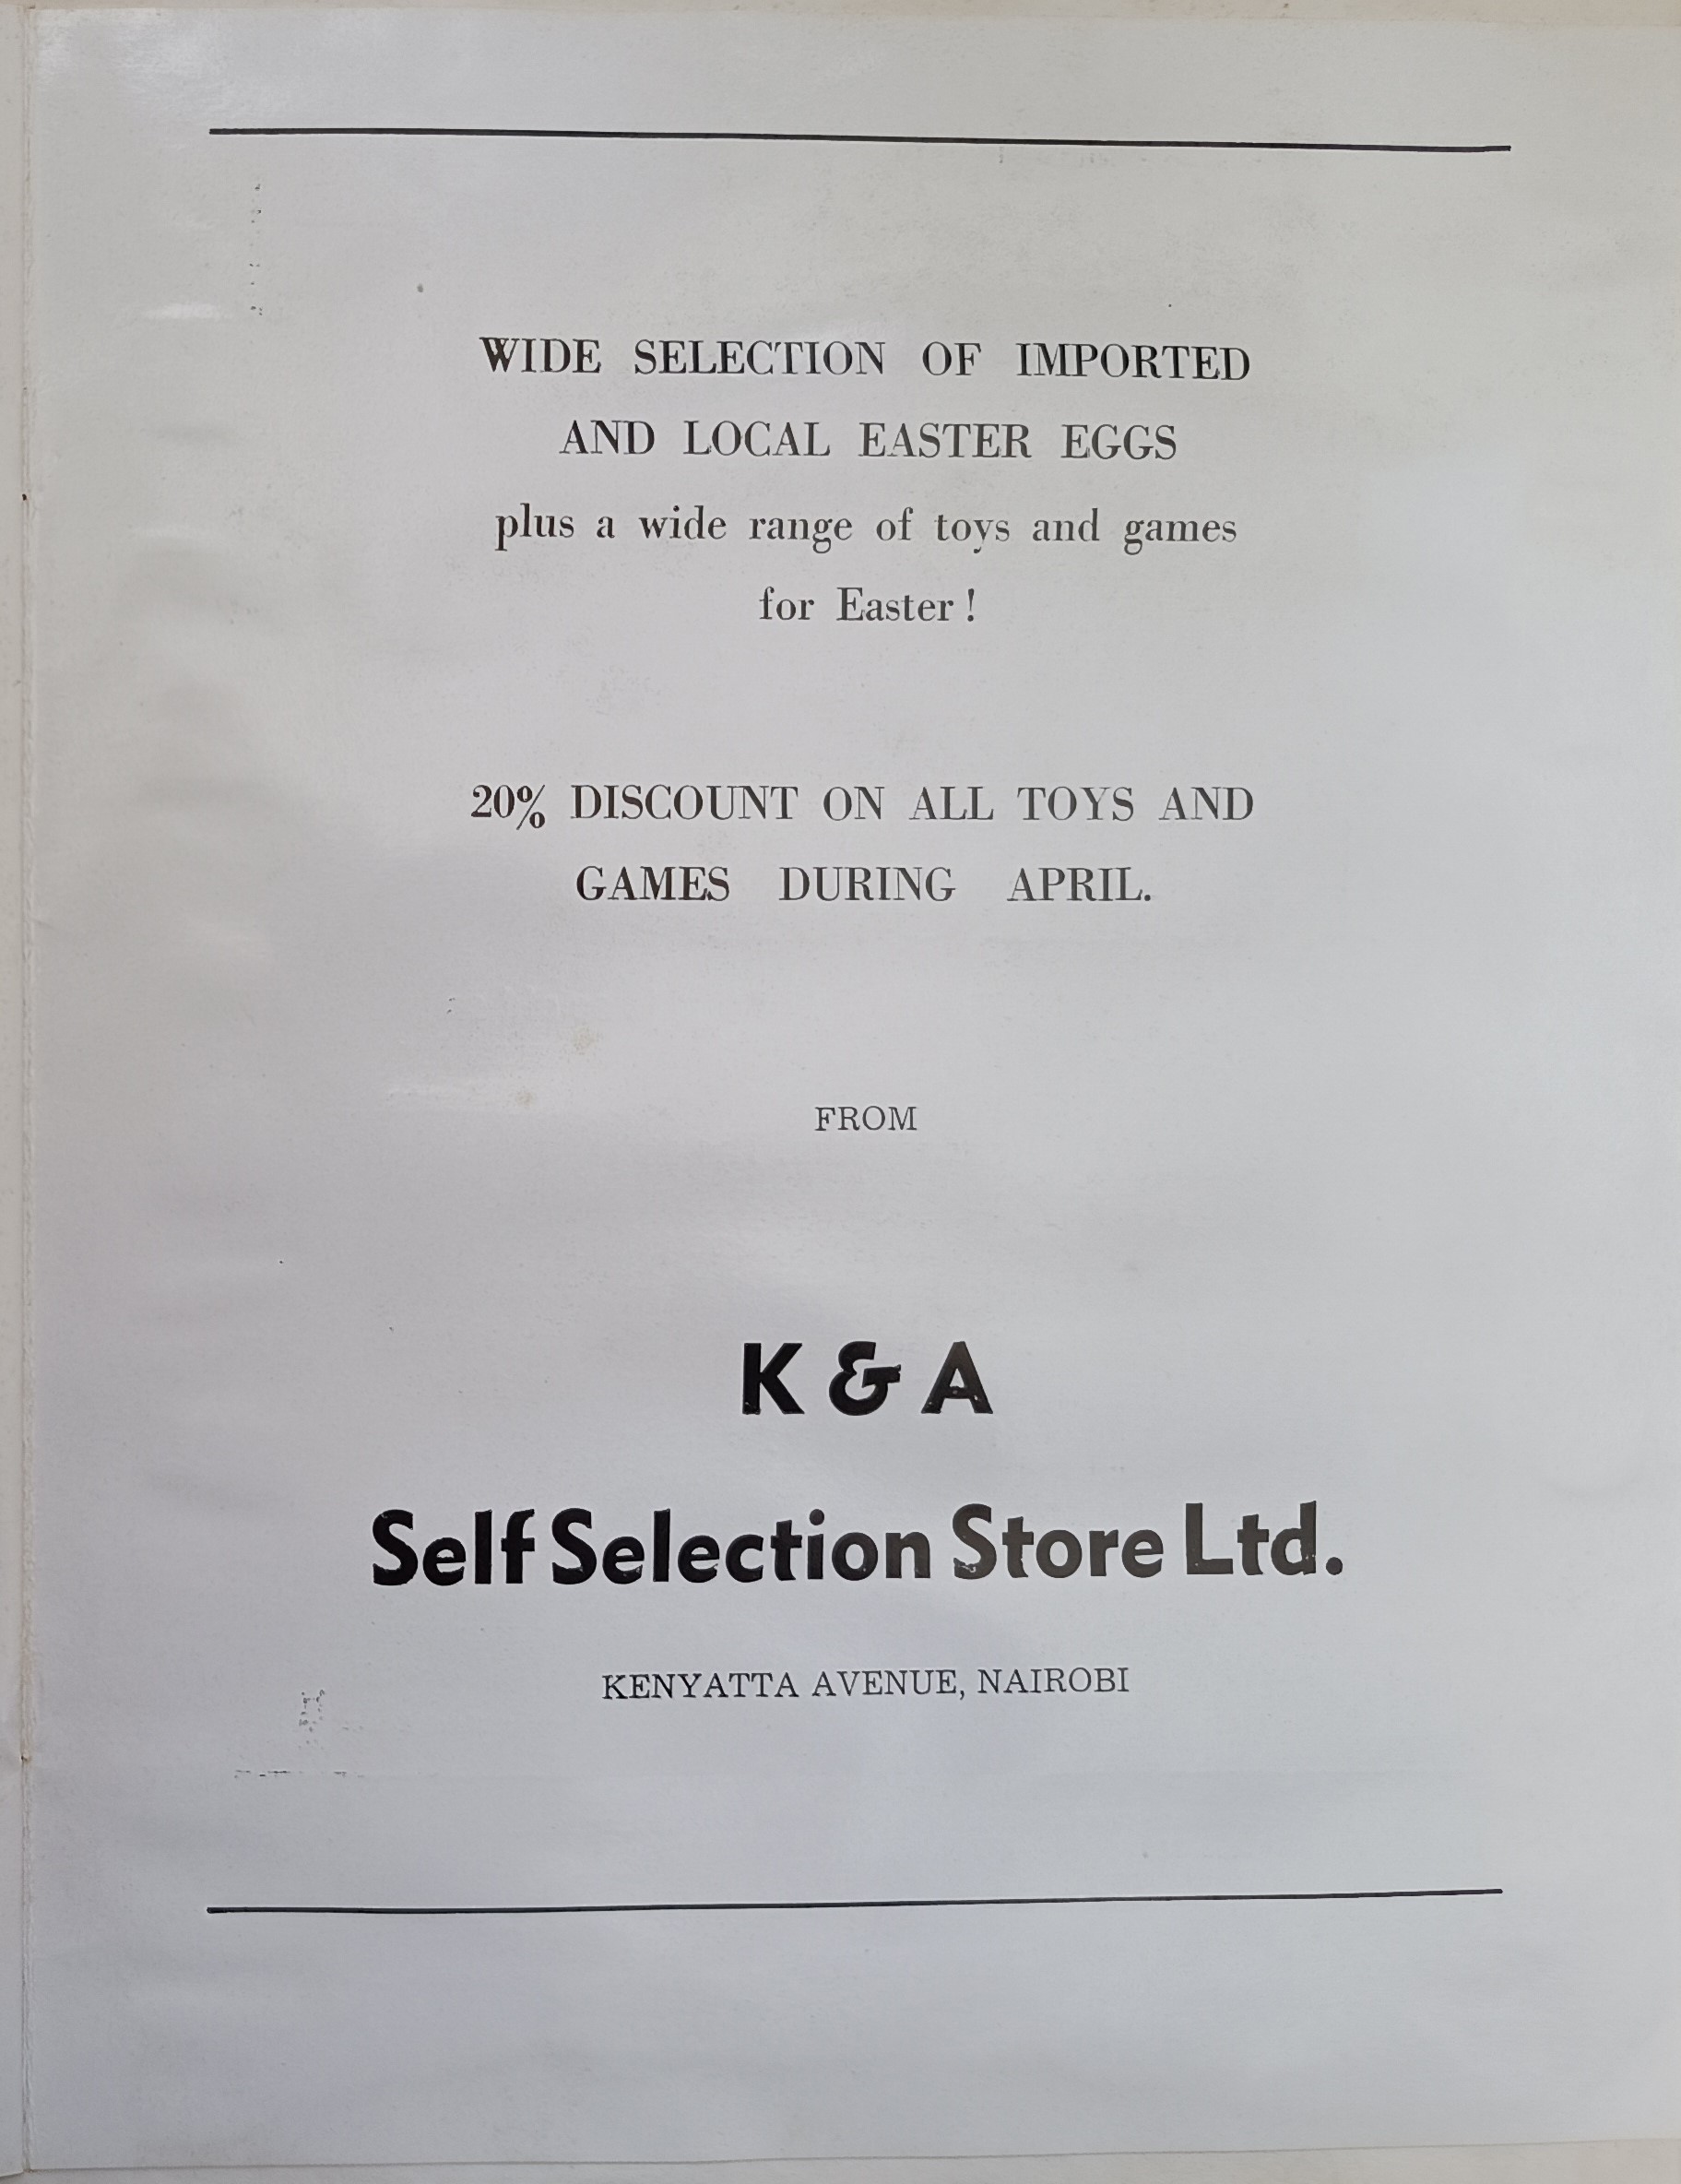 WIDE SELECTION OF IMPORTED
AND LOCAL EASTER EGGS
plus a wide range of toys and games
for Easter !
20% DISCOUNT ON ALL TOYS AND
GAMES DURING APRIL.
FROM
K & A
Self Selection Store Ltd.
KENYATTA AVENUE, NAIROBI